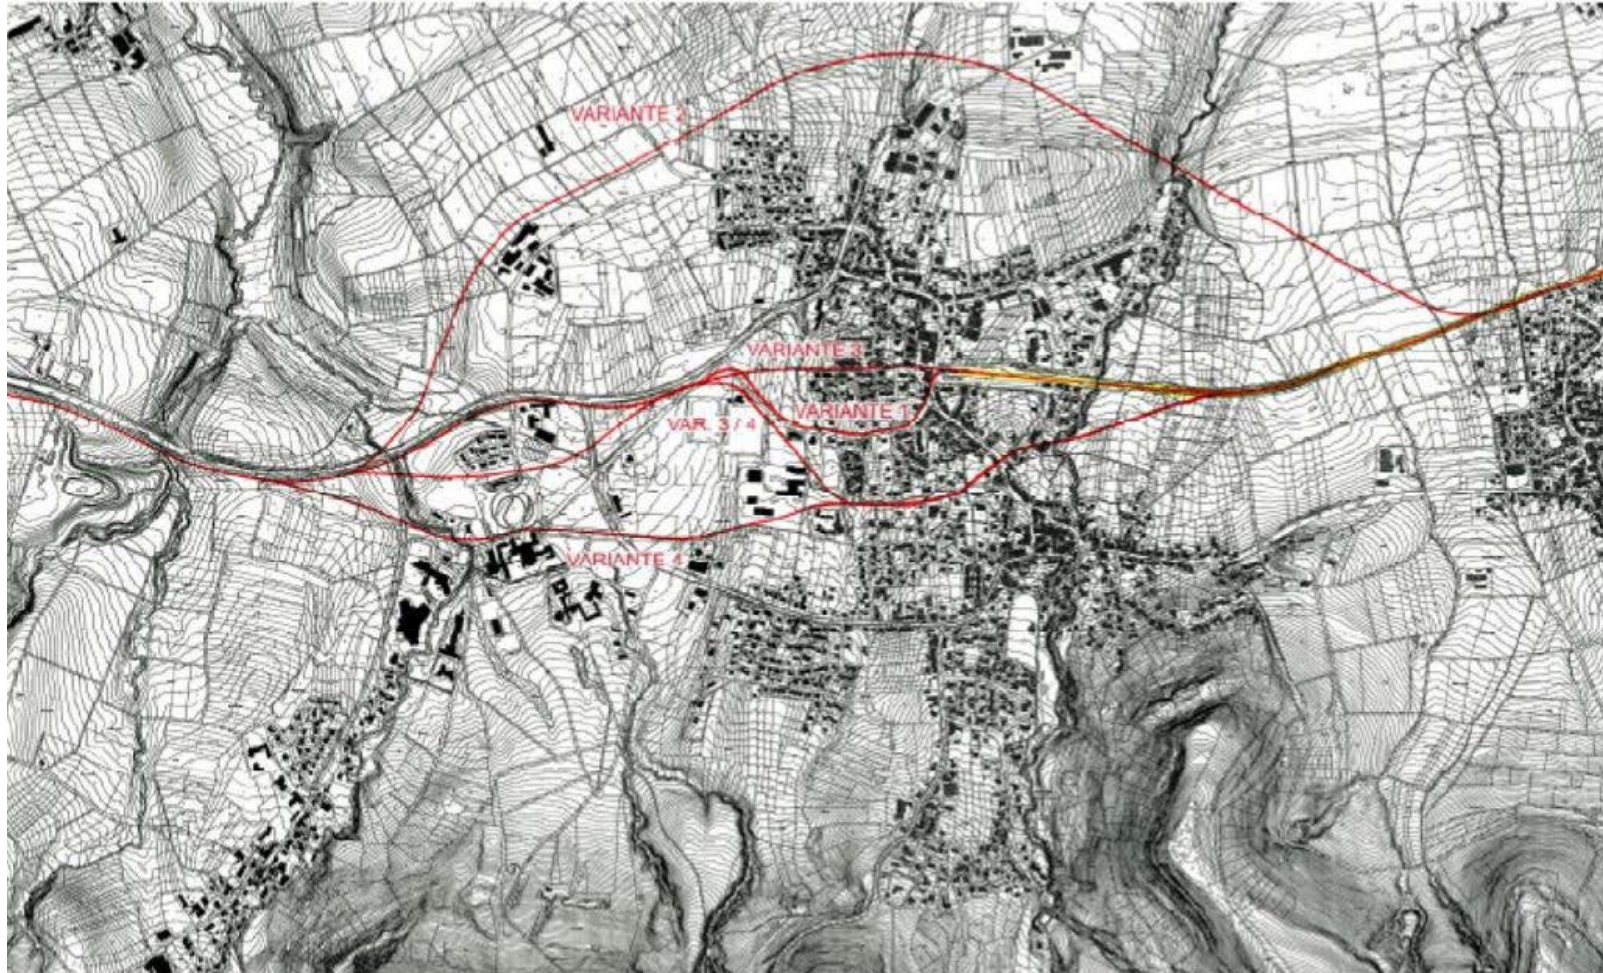 VARIANTE 2
VARIANTE 3
VARIANTE 1
VAR. 3 / 4
VARIANTE 4